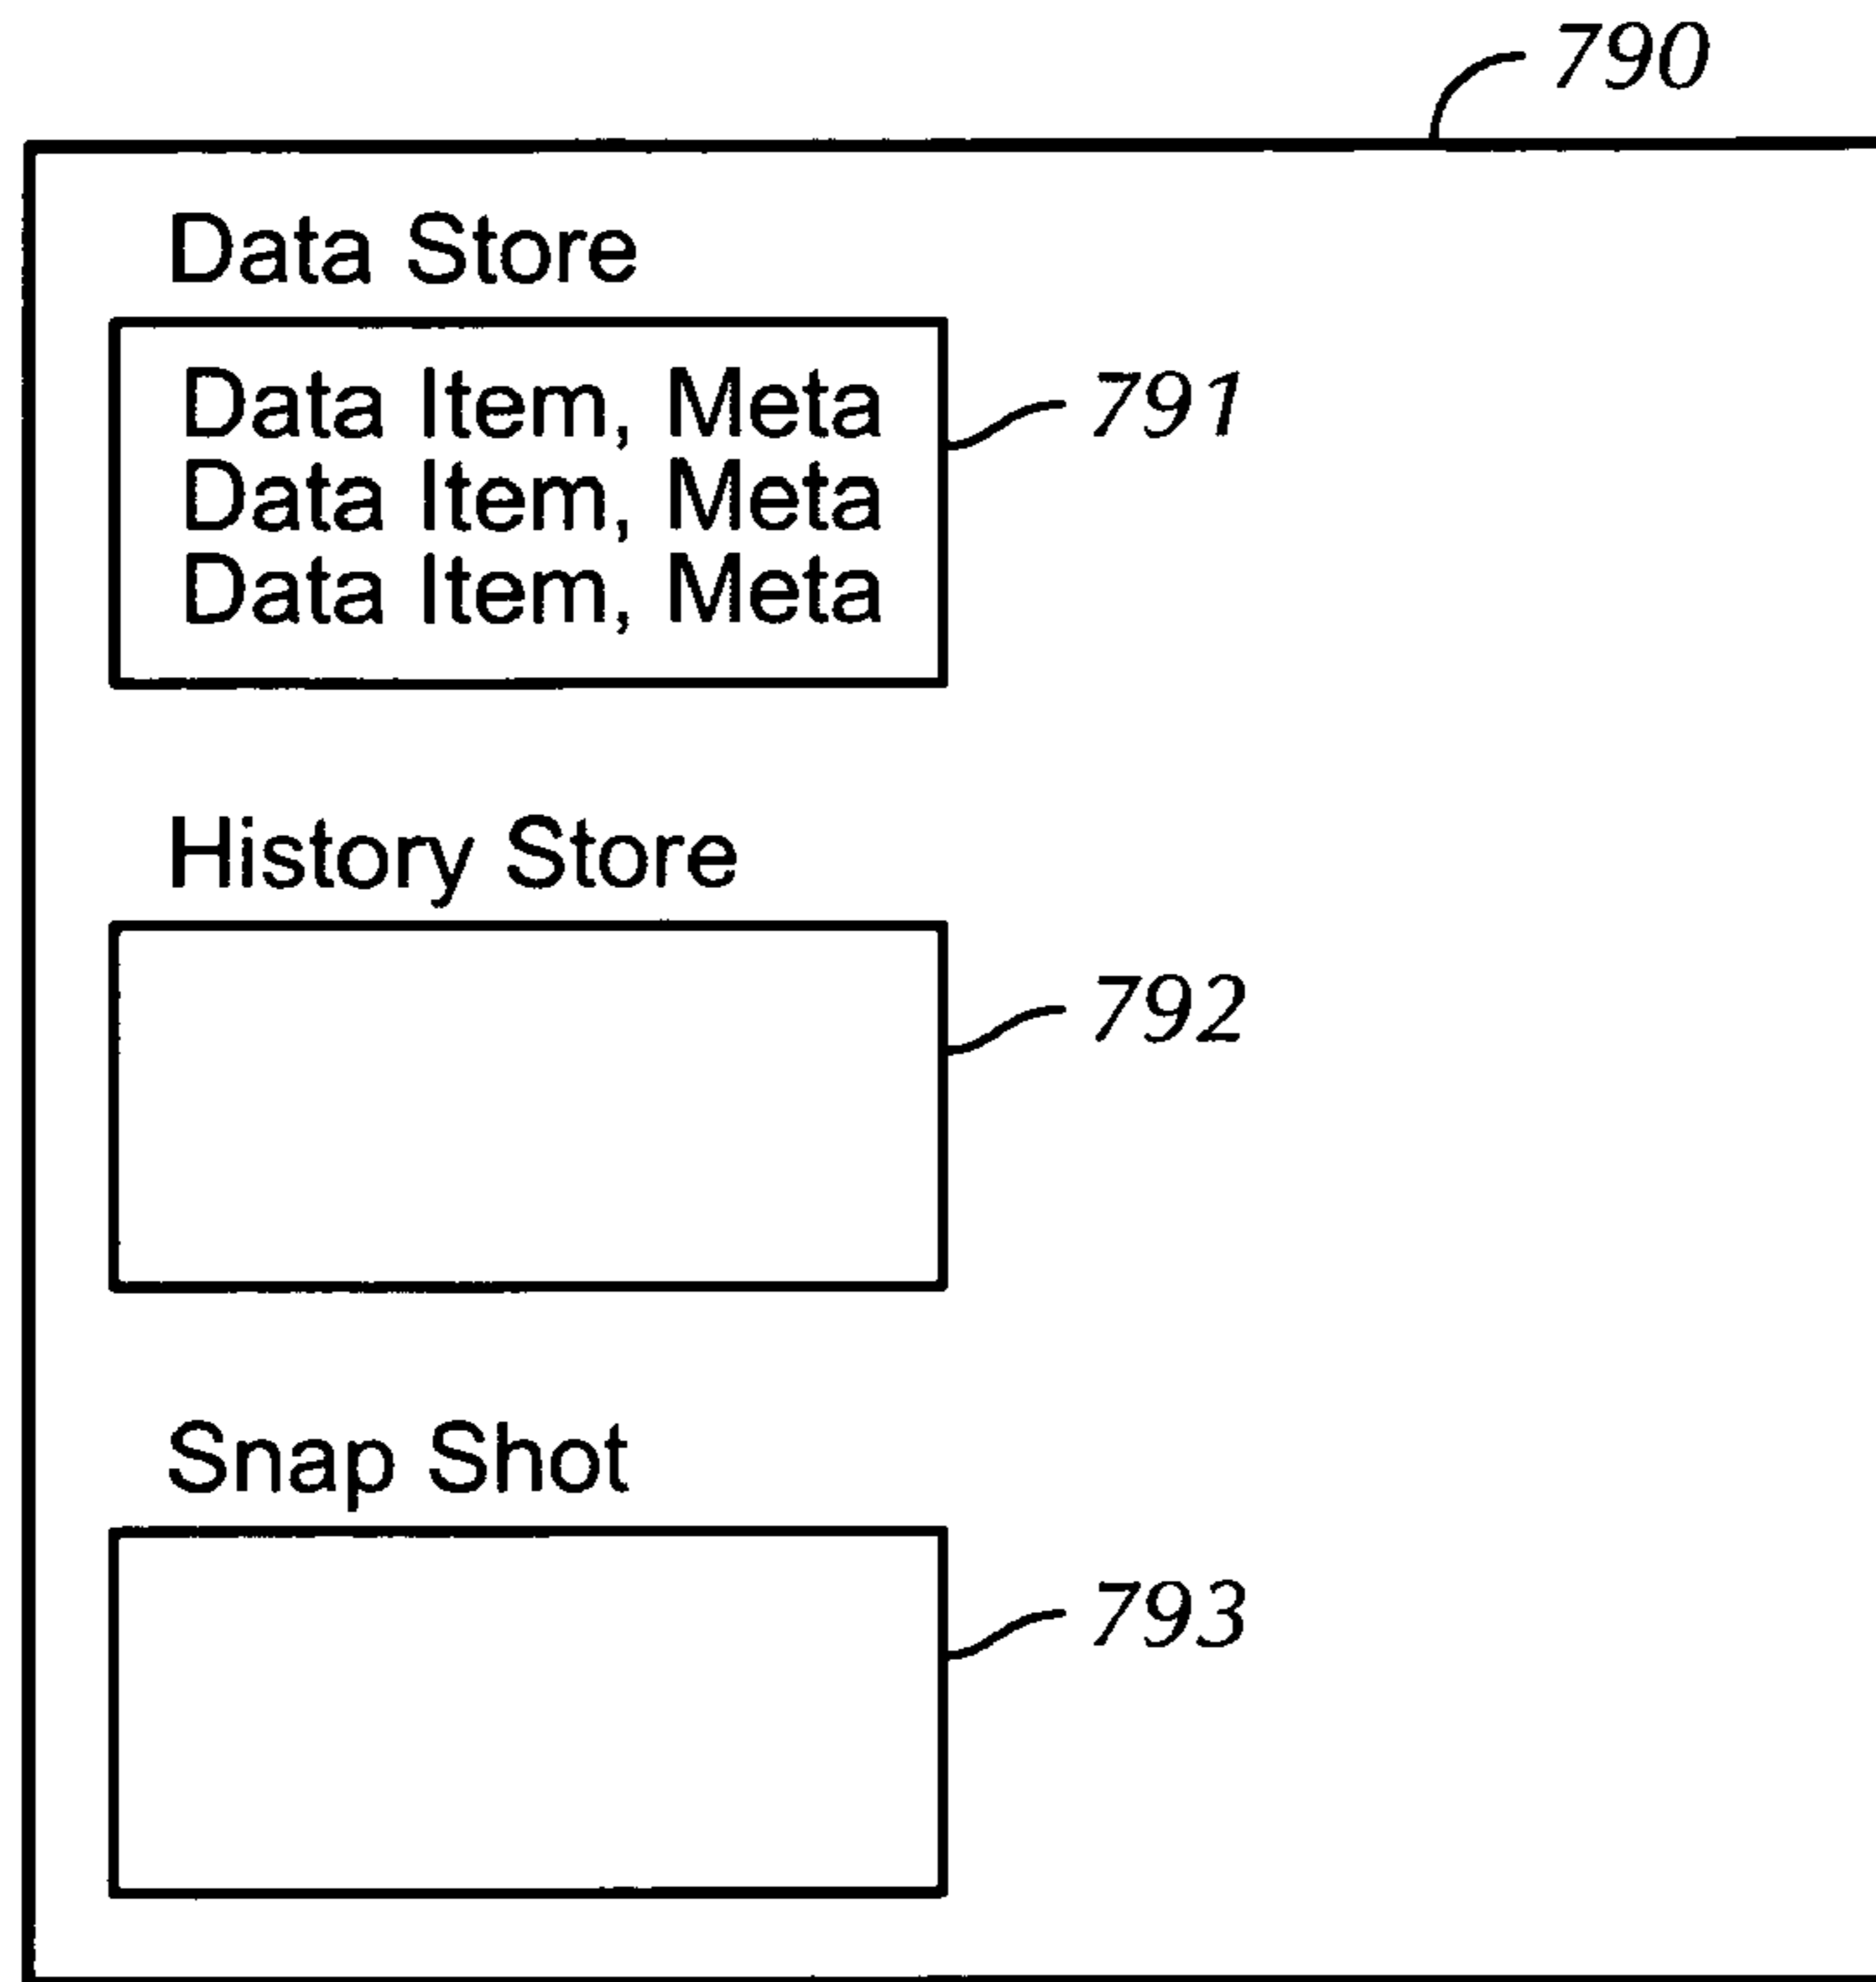 790
Data Store
Data Item, Meta
791
Data Item, Meta
Data Item, Meta
History Store
792
Snap Shot
793